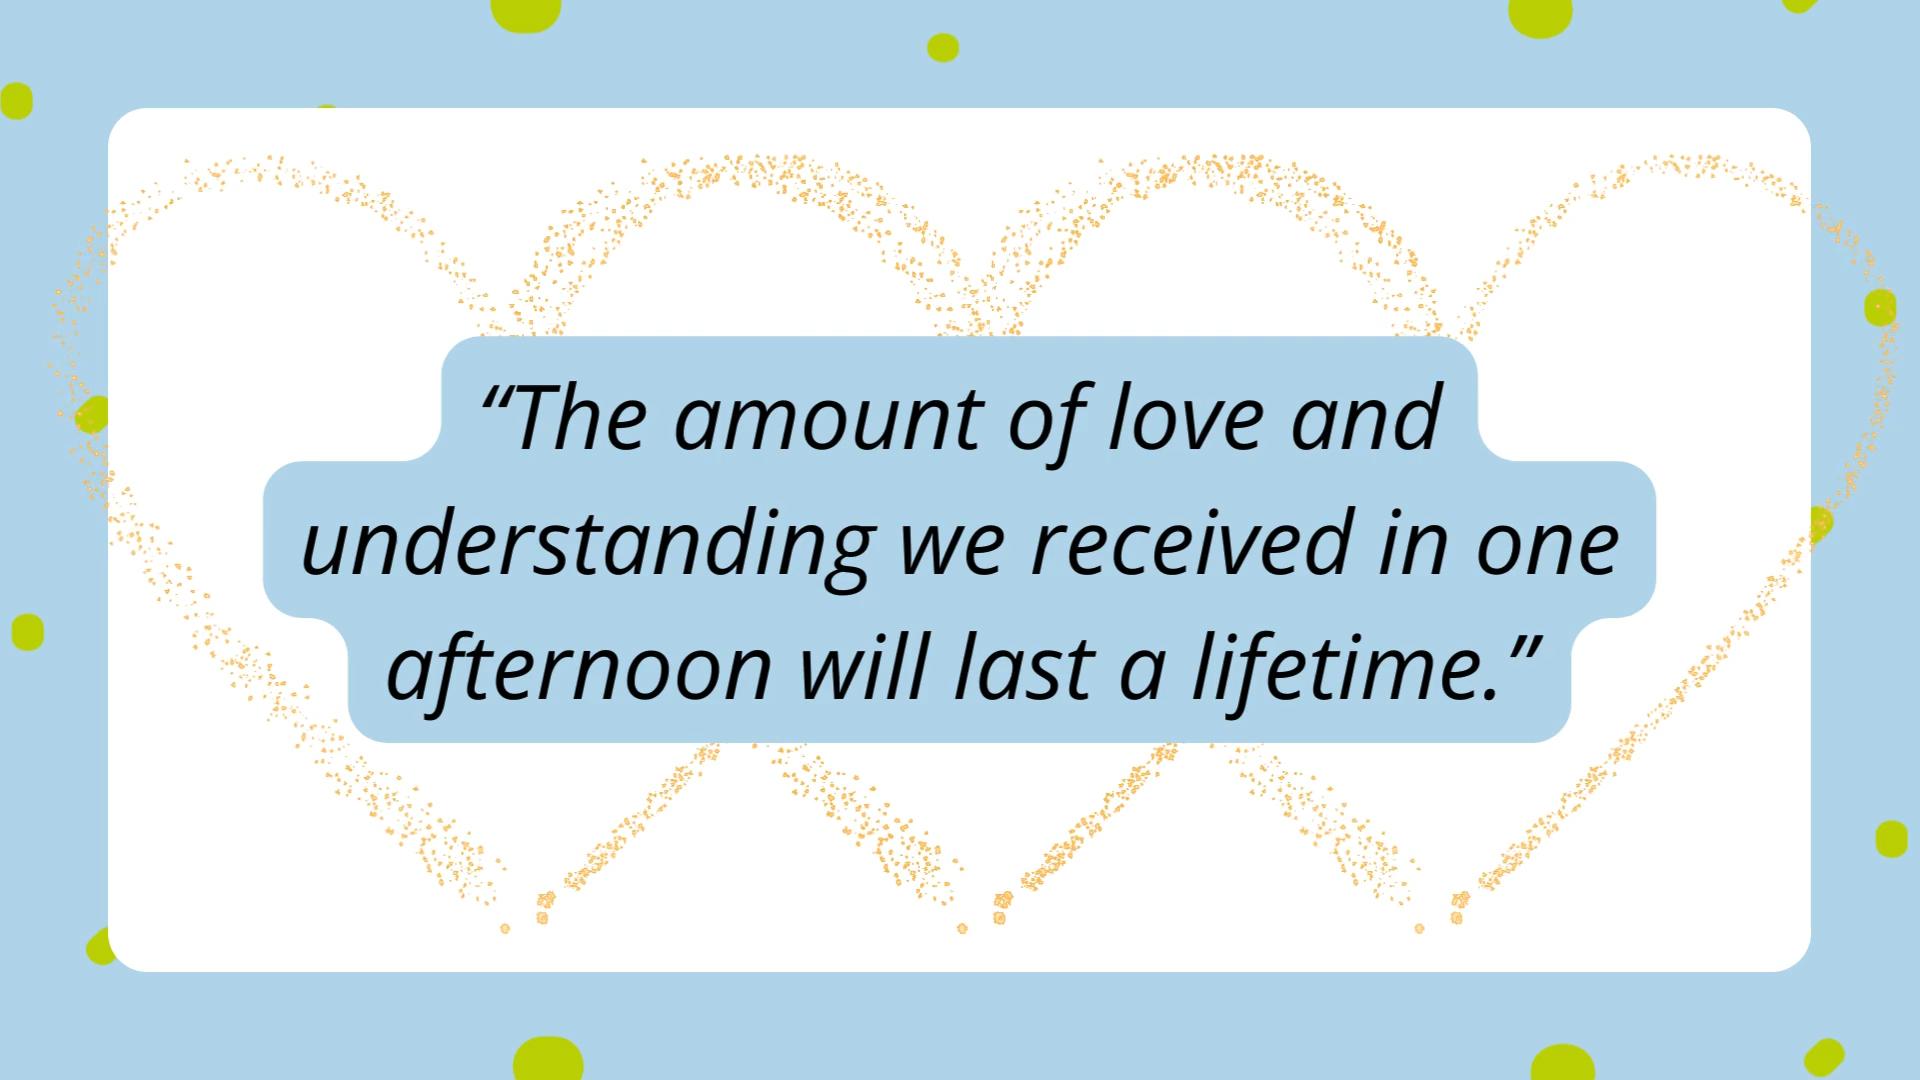 “The amount of love and
understanding we received in one
afternoon will last a lifetime.”